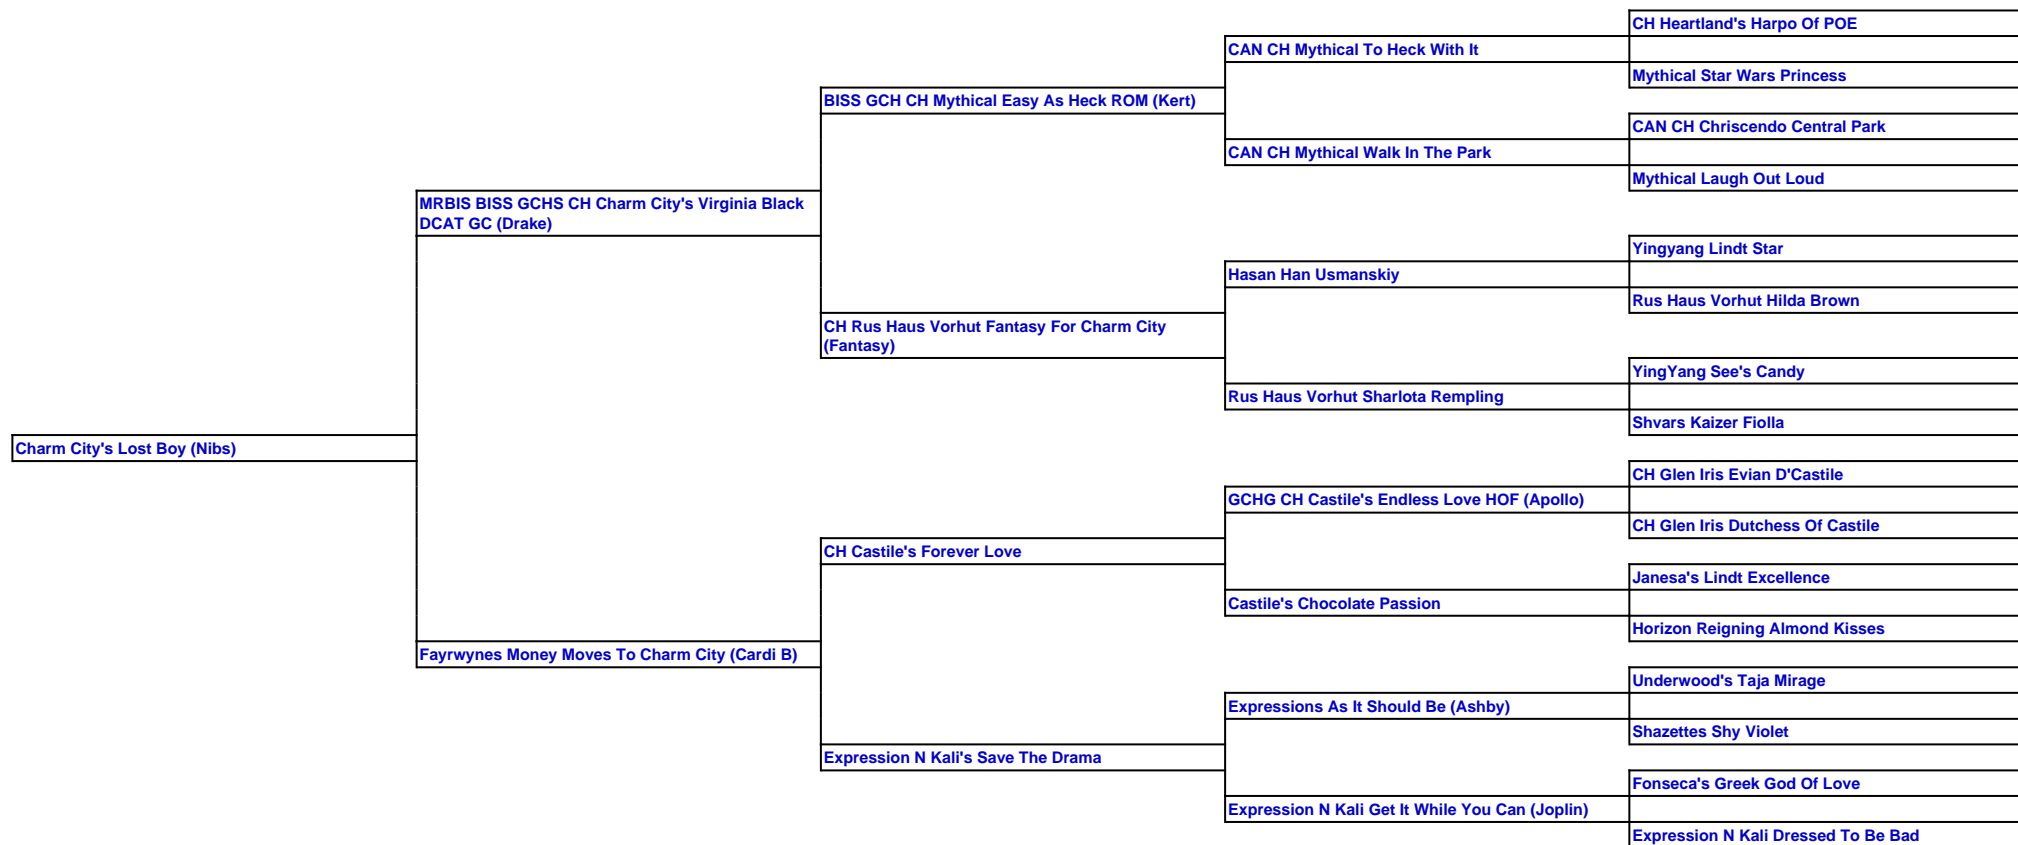 CH Heartland's Harpo Of POE
CAN CH Mythical To Heck With It
Mythical Star Wars Princess
BISS GCH CH Mythical Easy As Heck ROM (Kert)
CAN CH Chriscendo Central Park
CAN CH Mythical Walk In The Park
Mythical Laugh Out Loud
MRBIS BISS GCHS CH Charm City's Virginia Black
DCAT GC (Drake)
Yingyang Lindt Star
Hasan Han Usmanskiy
Rus Haus Vorhut Hilda Brown
CH Rus Haus Vorhut Fantasy For Charm City
(Fantasy)
YingYang See's Candy
Rus Haus Vorhut Sharlota Rempling
Shvars Kaizer Fiolla
Charm City's Lost Boy (Nibs)
CH Glen Iris Evian D'Castile
GCHG CH Castile's Endless Love HOF (Apollo)
CH Glen Iris Dutchess Of Castile
CH Castile's Forever Love
Janesa's Lindt Excellence
Castile's Chocolate Passion
Horizon Reigning Almond Kisses
Fayrwynes Money Moves To Charm City (Cardi B)
Underwood's Taja Mirage
Expressions As It Should Be (Ashby)
Shazettes Shy Violet
Expression N Kali's Save The Drama
Fonseca's Greek God Of Love
Expression N Kali Get It While You Can (Joplin)
Expression N Kali Dressed To Be Bad